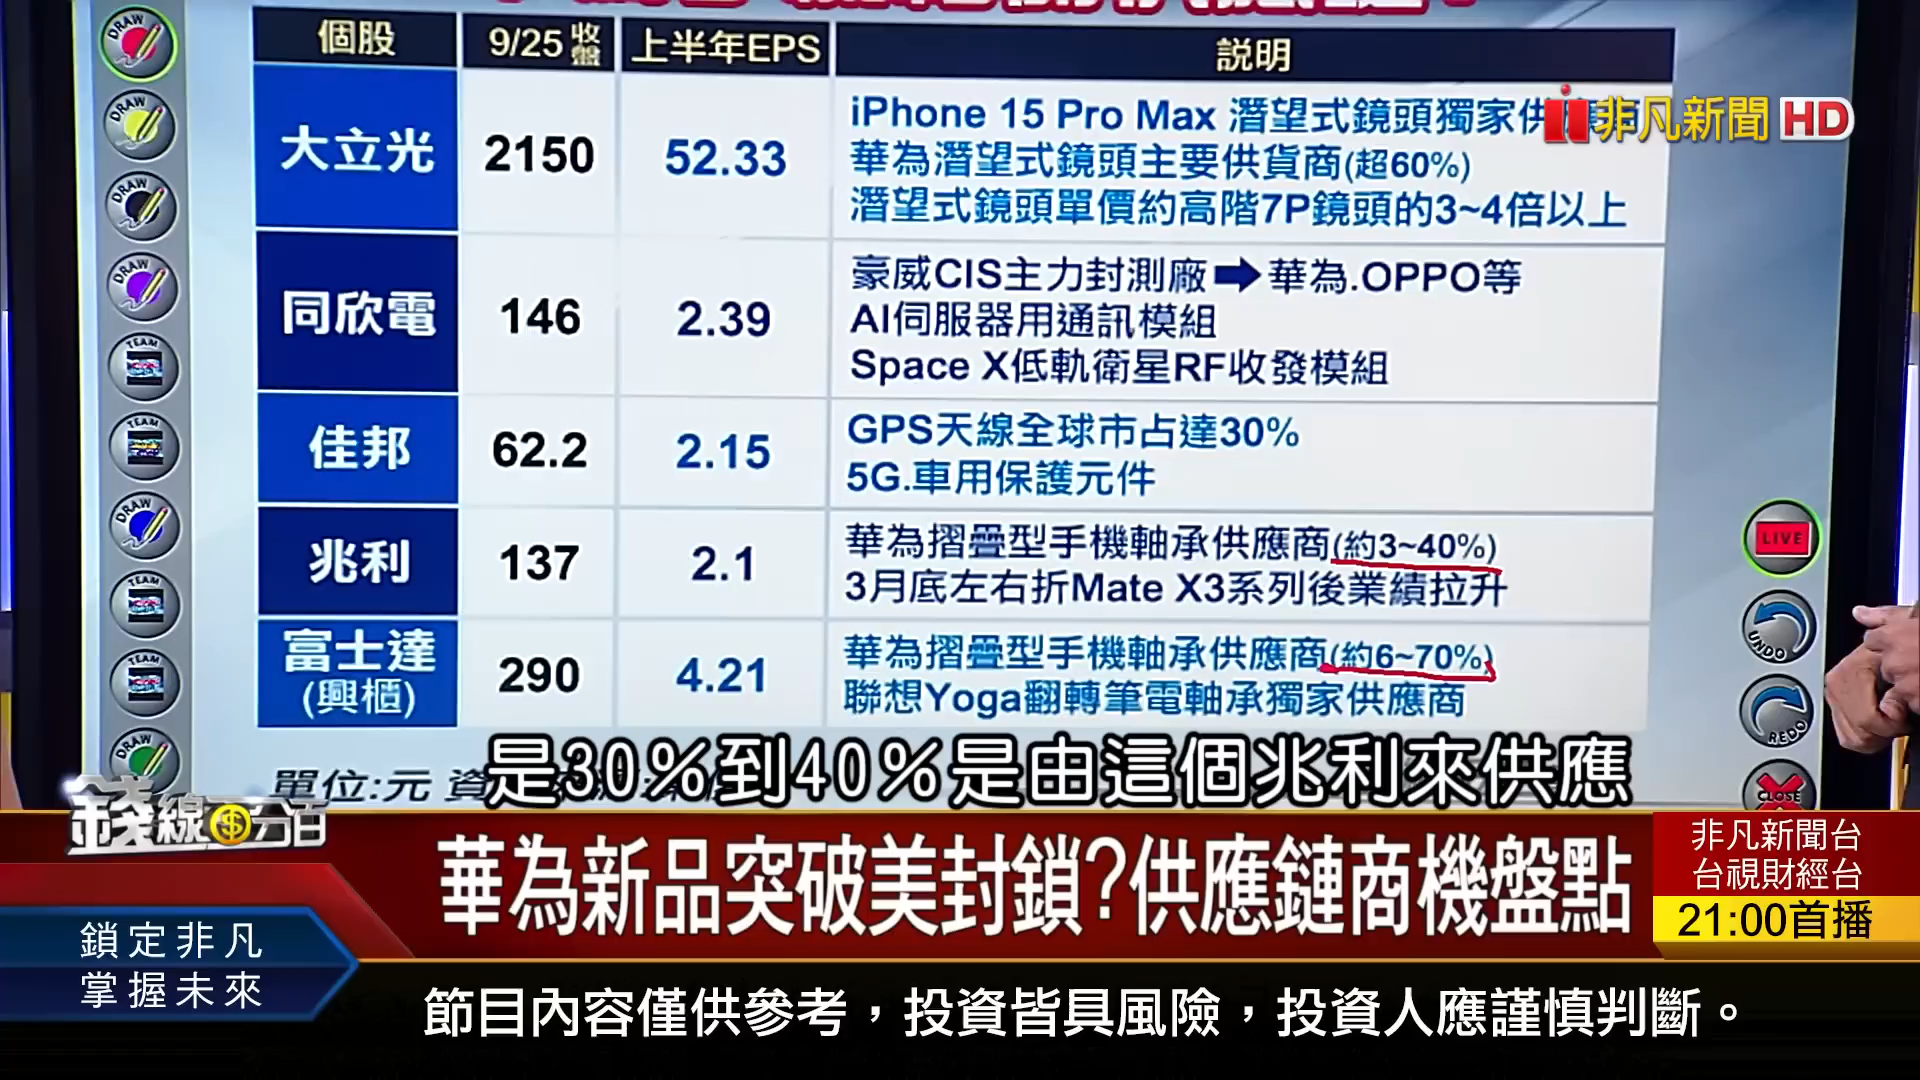 個股 9/25 收盤 上半年EPS 説明
大立光 2150 52.33
iPhone 15 Pro Max 潛望式鏡頭獨家供
華為潛望式鏡頭主要供貨商(超60%)
潛望式鏡頭單價約高階7P鏡頭的3~4倍以上
同欣電 146 2.39
豪威CIS主力封測廠➡華為.OPPO等
AI伺服器用通訊模組
Space X低軌衛星RF收發模組
佳邦 62.2 2.15
GPS天線全球市占達30%
5G.車用保護元件
兆利 137 2.1
華為摺疊型手機軸承供應商(約3~40%)
3月底左右折Mate X3系列後業績拉升
富士達
(興櫃)
290 4.21
華為摺疊型手機軸承供應商(約6~70%)
聯想Yoga翻轉筆電軸承獨家供應商
單位:元 資
是30%到40%是由這個兆利來供應
非凡新聞 HD
DRAW
DRAW
DRAW
DRAW
TEAM
TEAM
DRAW
TEAM
TEAM
DRAW
LIVE
UNDO
REDO
CLOSE
錢線百分百
華為新品突破美封鎖?供應鏈商機盤點
非凡新聞台
台視財經台
21:00首播
鎖定非凡
掌握未來
節目內容僅供參考，投資皆具風險，投資人應謹慎判斷。